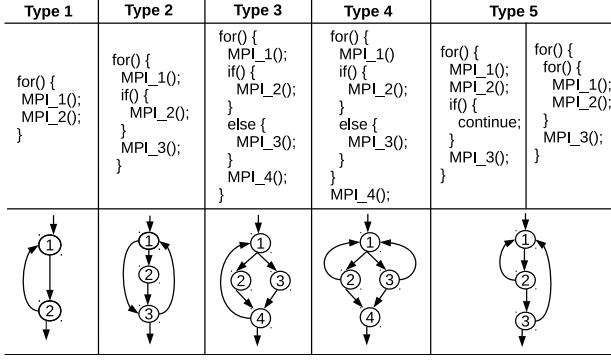 Type 1
Type 2
Type 3
Type 4
Type 5
for() {
MPI_1();
MPI_2();
}
for() {
MPI_1();
if() {
MPI_2();
}
MPI_3();
}
for() {
MPI_1();
if() {
MPI_2();
}
else {
MPI_3();
}
MPI_4();
}
for() {
MPI_1()
if() {
MPI_2();
}
else {
MPI_3();
}
}
MPI_4();
for() {
MPI_1();
MPI_2();
if() {
continue;
}
MPI_3();
}
for() {
for() {
MPI_1();
MPI_2();
}
MPI_3();
}
1
2
1
2
3
1
2
3
4
1
2
3
4
1
2
3